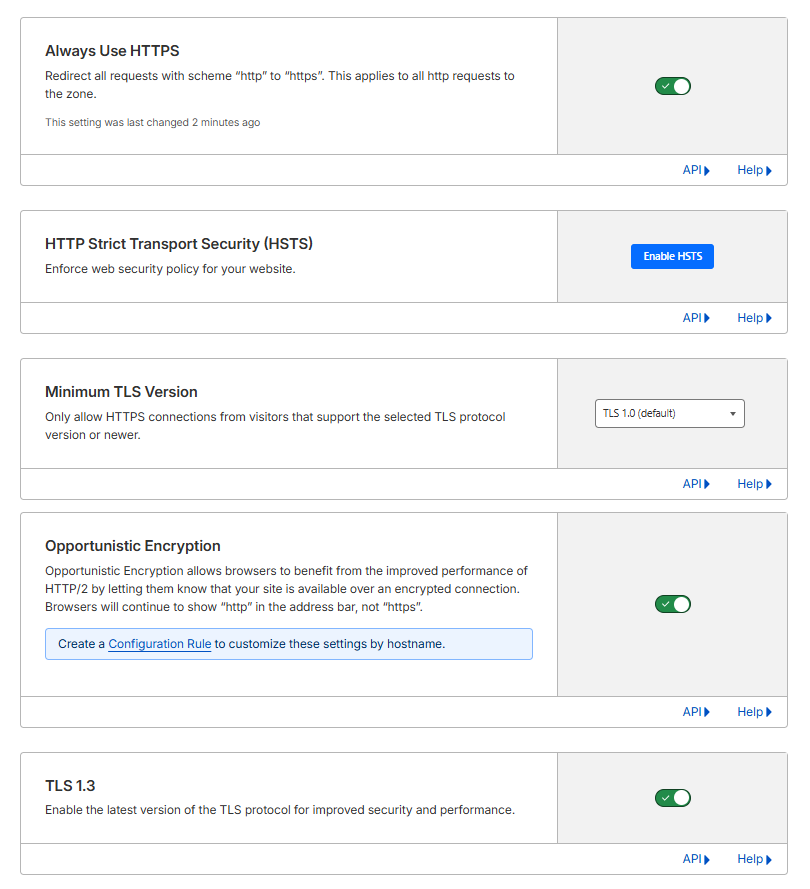 Always Use HTTPS
Redirect all requests with scheme “http” to “https”. This applies to all http requests to
the zone.
This setting was last changed 2 minutes ago
API
Help
HTTP Strict Transport Security (HSTS)
Enforce web security policy for your website.
Enable HSTS
API
Help
Minimum TLS Version
Only allow HTTPS connections from visitors that support the selected TLS protocol
version or newer.
TLS 1.0 (default)
API
Help
Opportunistic Encryption
Opportunistic Encryption allows browsers to benefit from the improved performance of
HTTP/2 by letting them know that your site is available over an encrypted connection.
Browsers will continue to show “http” in the address bar, not “https”.
Create a Configuration Rule to customize these settings by hostname.
API
Help
TLS 1.3
Enable the latest version of the TLS protocol for improved security and performance.
API
Help